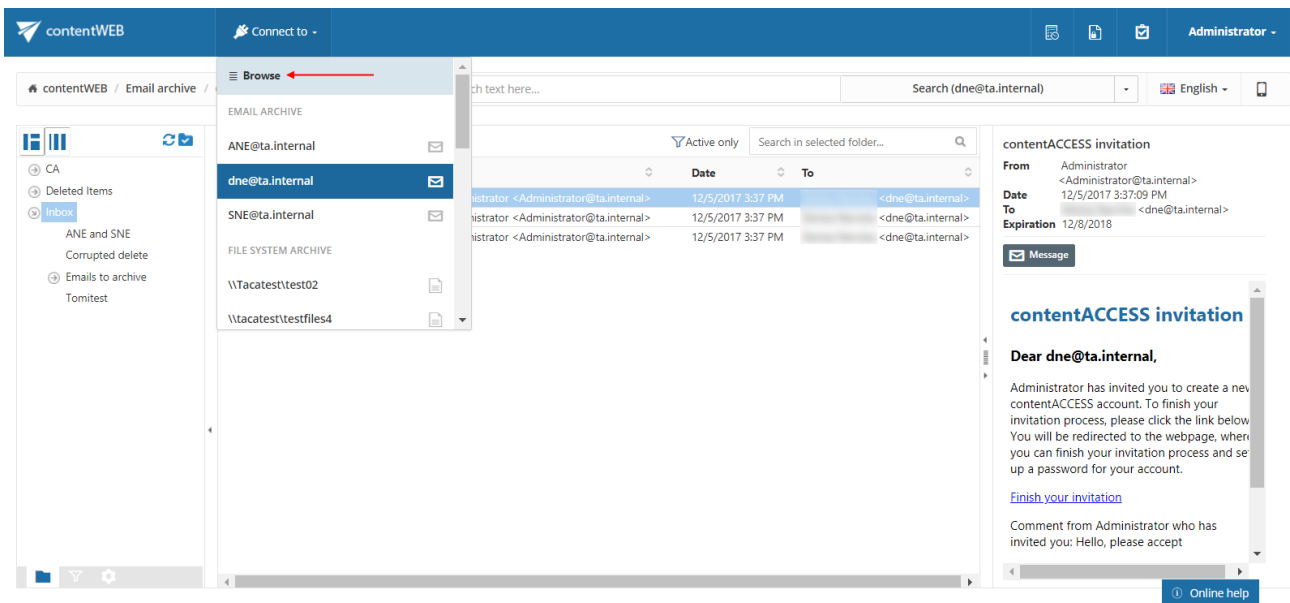 contentWEB
Connect to
Administrator
Browse
contentWEB / Email archive /
ch text here...
Search (dne@ta.internal)
English
EMAIL ARCHIVE
ANE@ta.internal
dne@ta.internal
SNE@ta.internal
FILE SYSTEM ARCHIVE
\\Tacatest\test02
\\tacatest\testfiles4
CA
Deleted Items
Inbox
ANE and SNE
Corrupted delete
Emails to archive
Tomitest
Active only
Search in selected folder...
Date To
nistrator <Administrator@ta.internal> 12/5/2017 3:37 PM <dne@ta.internal>
nistrator <Administrator@ta.internal> 12/5/2017 3:37 PM <dne@ta.internal>
nistrator <Administrator@ta.internal> 12/5/2017 3:37 PM <dne@ta.internal>
contentACCESS invitation
From Administrator
<Administrator@ta.internal>
Date 12/5/2017 3:37:09 PM
To <dne@ta.internal>
Expiration 12/8/2018
Message
contentACCESS invitation
Dear dne@ta.internal,
Administrator has invited you to create a new
contentACCESS account. To finish your
invitation process, please click the link below
You will be redirected to the webpage, where
you can finish your invitation process and se
up a password for your account.
Finish your invitation
Comment from Administrator who has
invited you: Hello, please accept
Online help